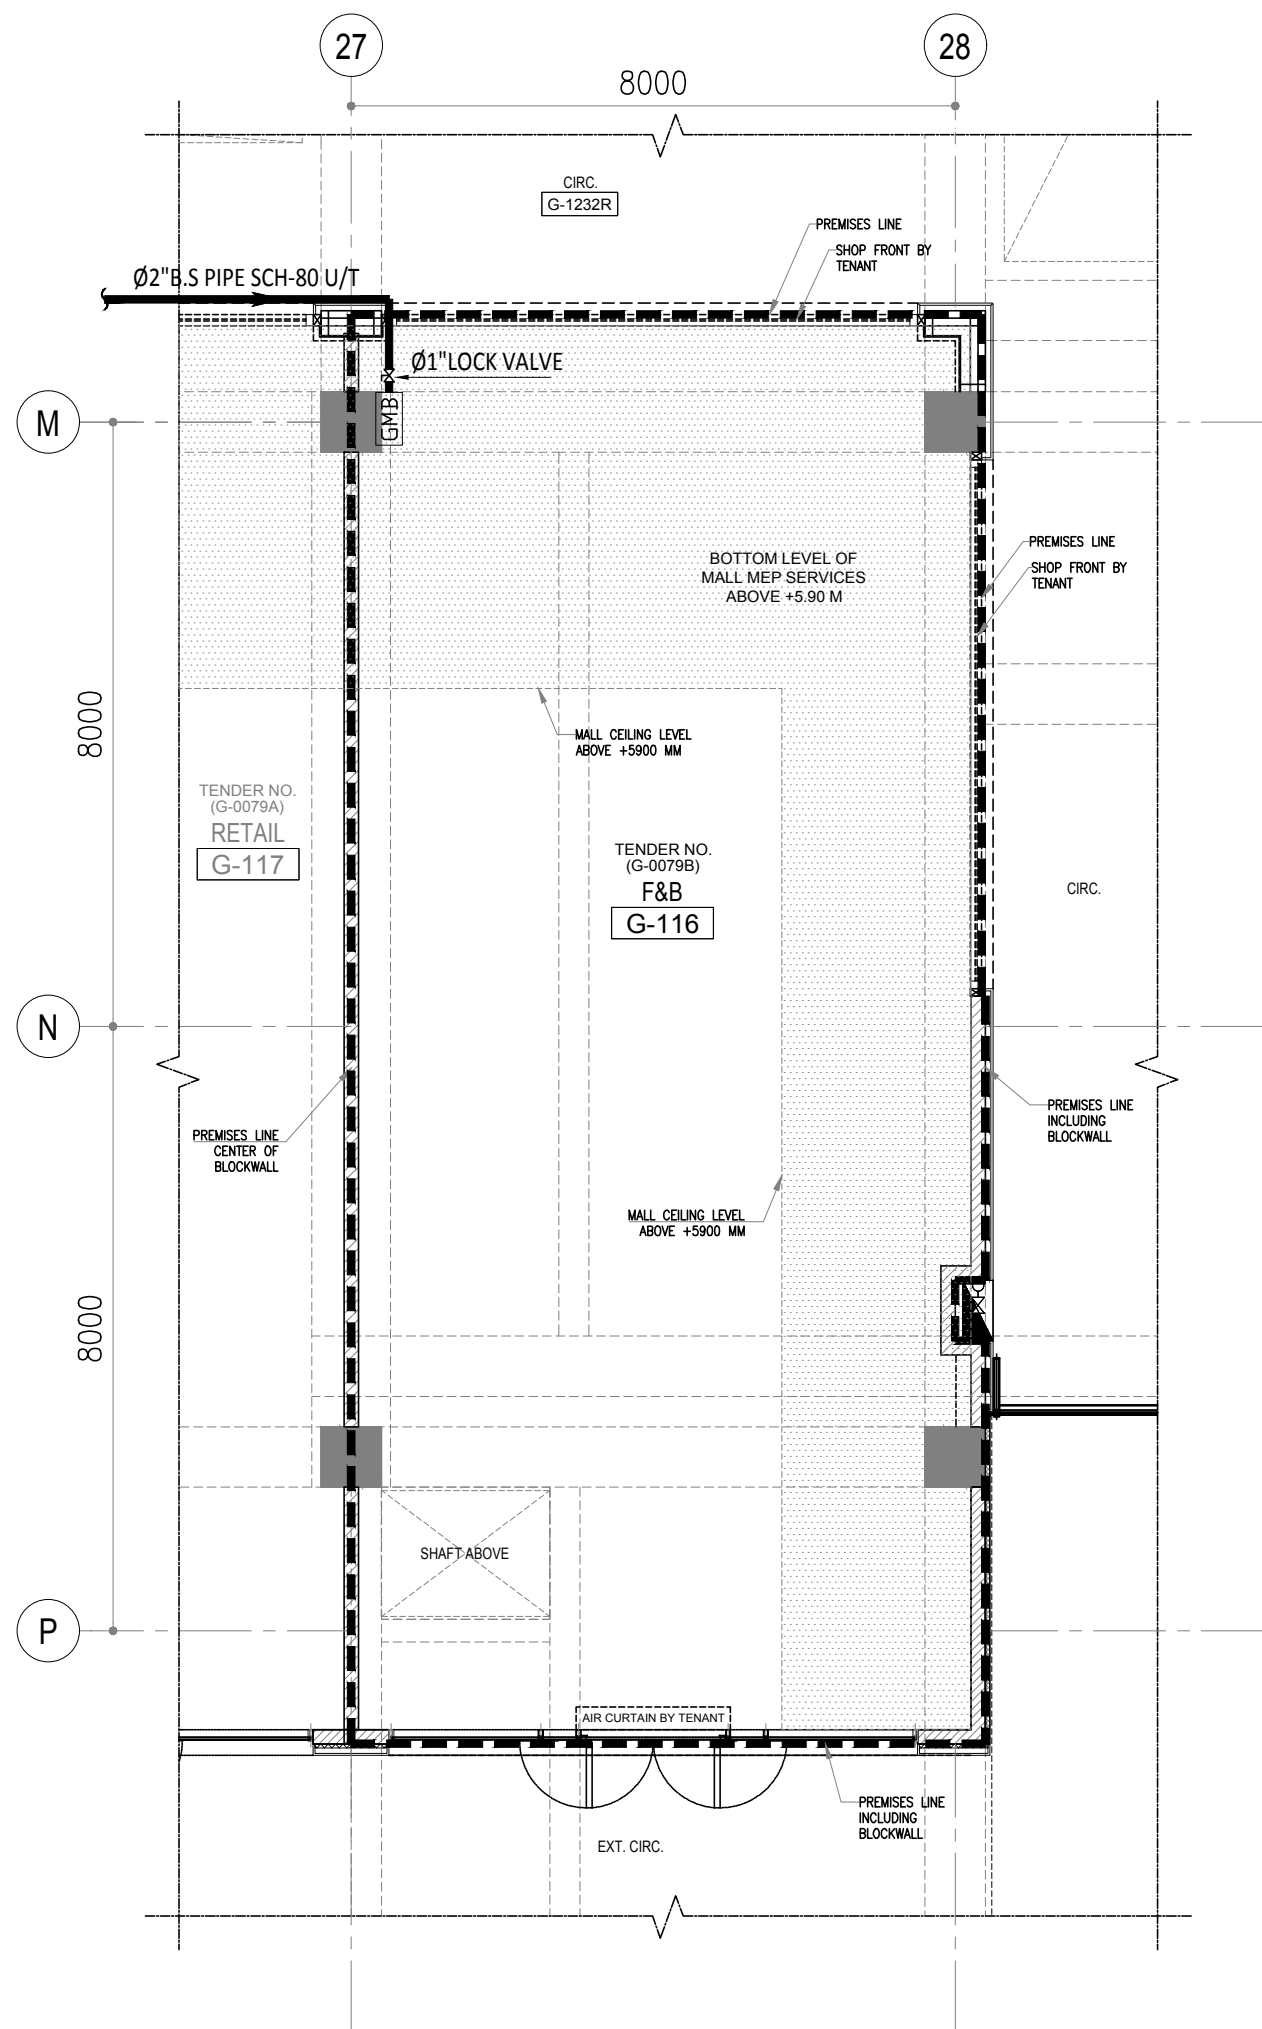 27
28
8000
CIRC.
G-1232R
PREMISES LINE
SHOP FRONT BY
TENANT
Ø2"B.S PIPE SCH-80 U/T
Ø1"LOCK VALVE
GMB
M
BOTTOM LEVEL OF
MALL MEP SERVICES
ABOVE +5.90 M
PREMISES LINE
SHOP FRONT BY
TENANT
8000
MALL CEILING LEVEL
ABOVE +5900 MM
TENDER NO.
(G-0079A)
RETAIL
G-117
TENDER NO.
(G-0079B)
F&B
G-116
CIRC.
N
PREMISES LINE
CENTER OF
BLOCKWALL
PREMISES LINE
INCLUDING
BLOCKWALL
MALL CEILING LEVEL
ABOVE +5900 MM
8000
SHAFT ABOVE
P
AIR CURTAIN BY TENANT
PREMISES LINE
INCLUDING
BLOCKWALL
EXT. CIRC.